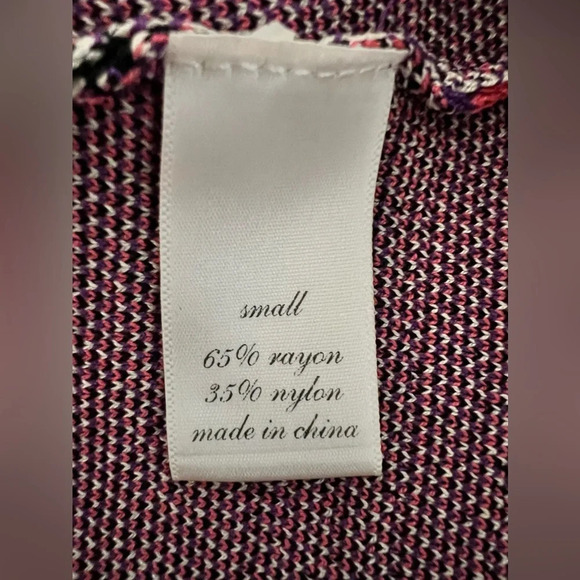 small
65% rayon
35% nylon
made in china